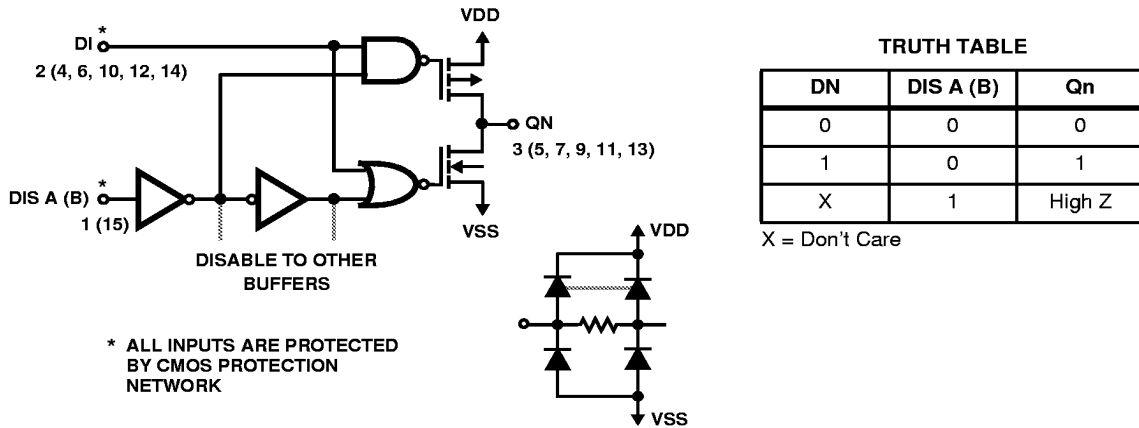 *
DI
2 (4, 6, 10, 12, 14)
VDD
QN
3 (5, 7, 9, 11, 13)
*
DIS A (B)
1 (15)
VSS
DISABLE TO OTHER
BUFFERS
* ALL INPUTS ARE PROTECTED
BY CMOS PROTECTION
NETWORK
VDD
VSS
TRUTH TABLE
DN DIS A (B) Qn
0 0 0
1 0 1
X 1 High Z
X = Don't Care